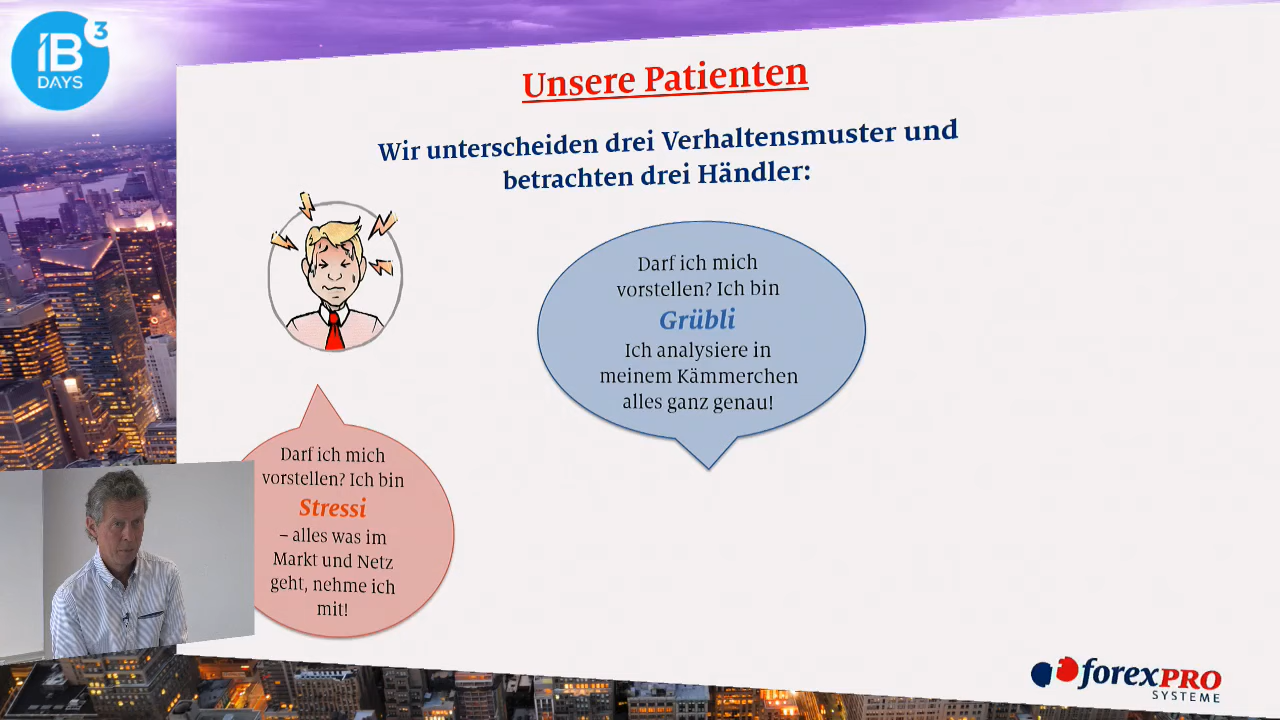 iB 3
DAYS
Unsere Patienten
Wir unterscheiden drei Verhaltensmuster und
betrachten drei Händler:
Darf ich mich
vorstellen? Ich bin
Grübli
Ich analysiere in
meinem Kämmerchen
alles ganz genau!
Darf ich mich
vorstellen? Ich bin
Stressi
– alles was im
Markt und Netz
geht, nehme ich
mit!
forexPRO
SYSTEME